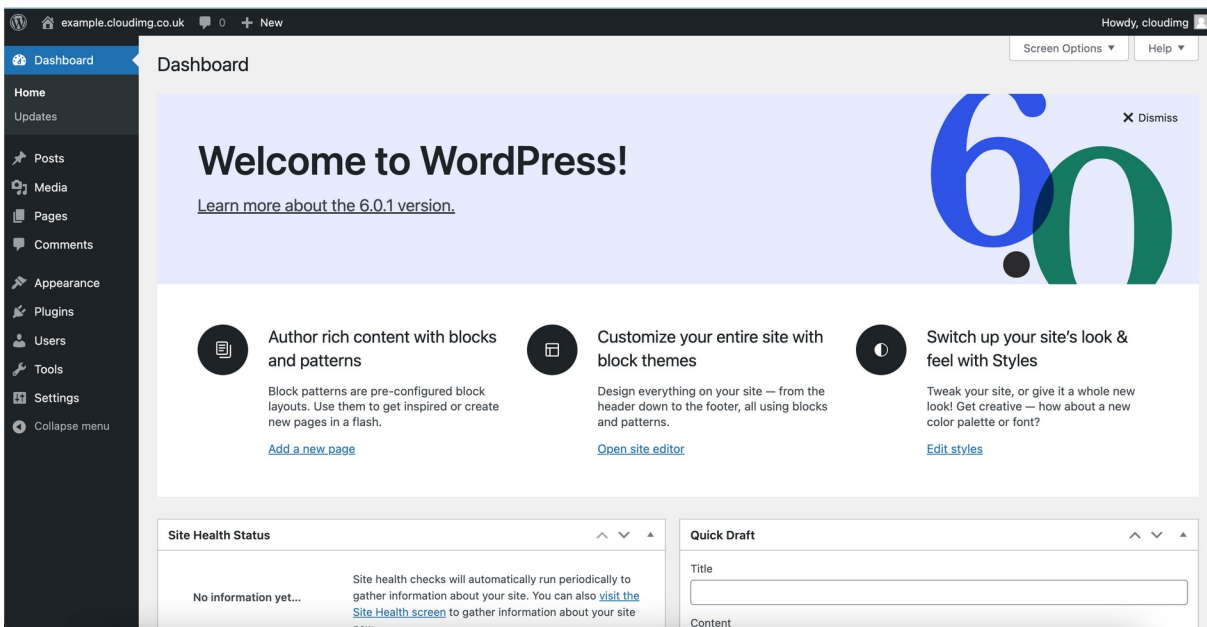 example.cloudimg.co.uk 0 New
Howdy, cloudimg
Dashboard
Home
Updates
Posts
Media
Pages
Comments
Appearance
Plugins
Users
Tools
Settings
Collapse menu
Screen Options Help
Dashboard
Dismiss
6.0
Welcome to WordPress!
Learn more about the 6.0.1 version.
Author rich content with blocks
and patterns
Block patterns are pre-configured block
layouts. Use them to get inspired or create
new pages in a flash.
Add a new page
Customize your entire site with
block themes
Design everything on your site — from the
header down to the footer, all using blocks
and patterns.
Open site editor
Switch up your site's look &
feel with Styles
Tweak your site, or give it a whole new
look! Get creative — how about a new
color palette or font?
Edit styles
Site Health Status
No information yet...
Site health checks will automatically run periodically to
gather information about your site. You can also visit the
Site Health screen to gather information about your site
Quick Draft
Title
Content